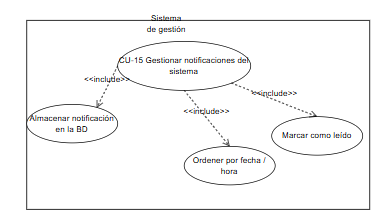 Sistema
de gestión
CU-15 Gestionar notificaciones del
sistema
<<include>>
<<include>>
<<include>>
Almacenar notificación
en la BD
Marcar como leído
Ordener por fecha /
hora